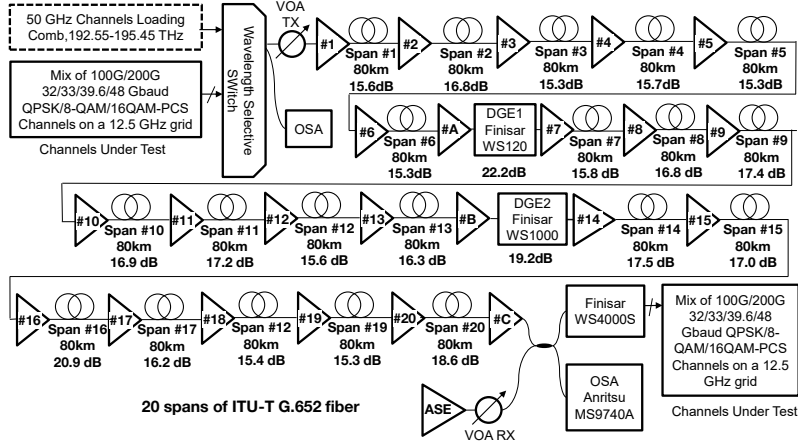 50 GHz Channels Loading
Comb,192.55-195.45 THz
Mix of 100G/200G
32/33/39.6/48 Gbaud
QPSK/8-QAM/16QAM-PCS
Channels on a 12.5 GHz grid
Channels Under Test
Wavelength Selective
SWitch
VOA
TX
OSA
#1
Span #1
80km
15.6dB
#2
Span #2
80km
16.8dB
#3
Span #3
80km
15.3dB
#4
Span #4
80km
15.7dB
#5
Span #5
80km
15.3dB
#6
Span #6
80km
15.3dB
#A
DGE1
Finisar
WS120
22.2dB
#7
Span #7
80km
15.8 dB
#8
Span #8
80km
16.8 dB
#9
Span #9
80km
17.4 dB
#10
Span #10
80km
16.9 dB
#11
Span #11
80km
17.2 dB
#12
Span #12
80km
15.6 dB
#13
Span #13
80km
16.3 dB
#B
DGE2
Finisar
WS1000
19.2dB
#14
Span #14
80km
17.5 dB
#15
Span #15
80km
17.0 dB
#16
Span #16
80km
20.9 dB
#17
Span #17
80km
16.2 dB
#18
Span #12
80km
15.4 dB
#19
Span #19
80km
15.3 dB
#20
Span #20
80km
18.6 dB
#C
Finisar
WS4000S
Mix of 100G/200G
32/33/39.6/48
Gbaud QPSK/8-
QAM/16QAM-PCS
Channels on a 12.5
GHz grid
Channels Under Test
OSA
Anritsu
MS9740A
ASE
VOA RX
20 spans of ITU-T G.652 fiber